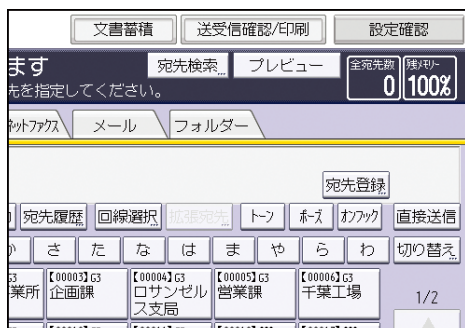 文書蓄積 送受信確認/印刷 設定確認
ます 宛先検索 プレビュー 全宛先数 残メモリー
先を指定してください。 0 100%
ネットファクス メール フォルダー
宛先登録
宛先履歴 回線選択 拡張宛先 トーン ポーズ オンフック 直接送信
か さ た な は ま や ら わ 切り替え
G3 【00003】G3 【00004】G3 【00005】G3 【00006】G3
業所 企画課 ロサンゼル 営業課 千葉工場 1/2
ス支局